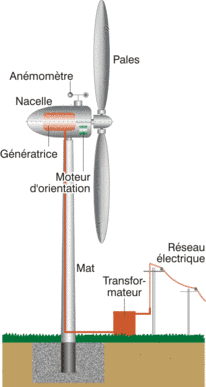 Pales
Anémomètre
Nacelle
Génératrice
Moteur
d'orientation
Réseau
électrique
Mat
Transfor-
mateur